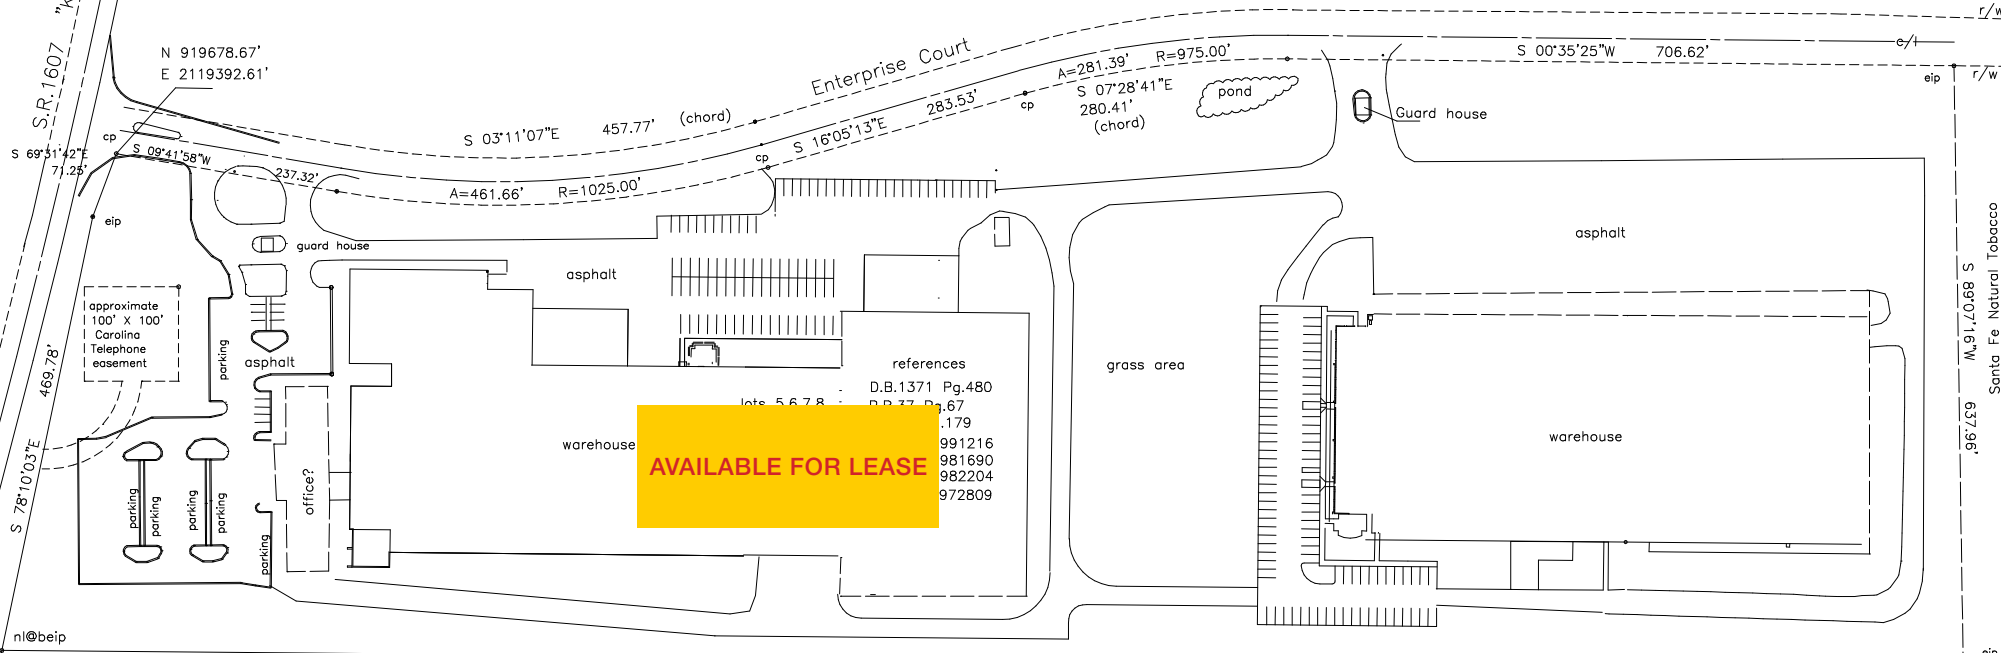 "K
S.R.1607
N 919678.67'
E 2119392.61'
cp
S 69°31'42"E
71.25'
S 09°41'58"W
237.32'
eip
S 03°11'07"E 457.77' (chord)
A=461.66' R=1025.00'
Enterprise Court
cp
S 16°05'13"E 283.53'
cp
A=281.39' R=975.00'
S 07°28'41"E
280.41'
(chord)
pond
Guard house
S 00°35'25"W 706.62'
r/w
c/l
eip
r/w
guard house
asphalt
asphalt
approximate
100' X 100'
Carolina
Telephone
easement
parking
asphalt
469.78'
S 78°10'03"E
parking
parking
parking
parking
parking
office?
warehouse
lots 5,6,7,8
references
D.B.1371 Pg.480
.67
.179
991216
981690
982204
972809
AVAILABLE FOR LEASE
grass area
warehouse
S 89°07'16"W 637.96'
Santa Fe Natural Tobacco
nl@beip
eip